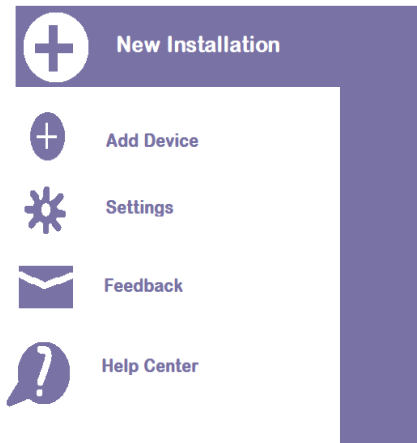 New Installation
Add Device
Settings
Feedback
Help Center